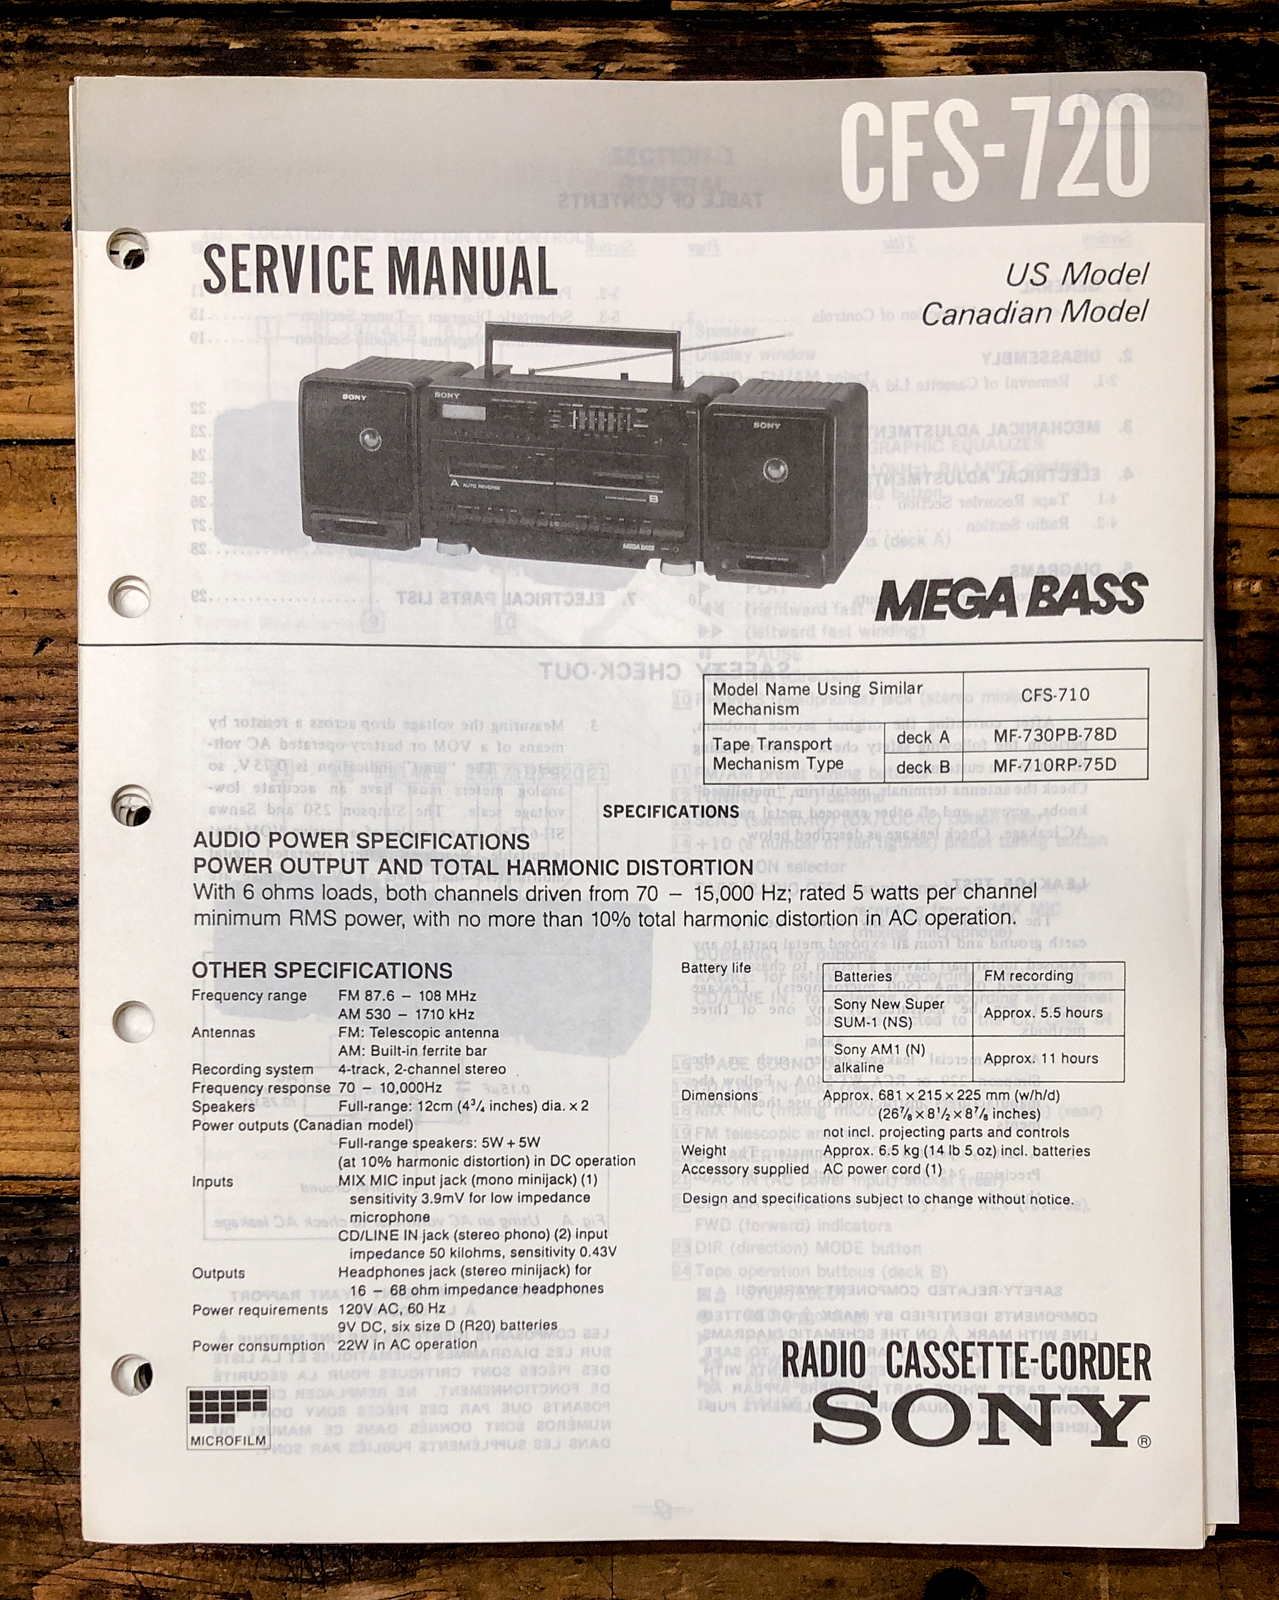 CFS-720
SERVICE MANUAL
US Model
Canadian Model
SONY
SONY
SONY
A AUTO REVERSE
B
MEGA BASS
MEGA BASS
Model Name Using Similar Mechanism CFS-710
Tape Transport Mechanism Type deck A MF-730PB-78D
deck B MF-710RP-75D
SPECIFICATIONS
AUDIO POWER SPECIFICATIONS
POWER OUTPUT AND TOTAL HARMONIC DISTORTION
With 6 ohms loads, both channels driven from 70 – 15,000 Hz; rated 5 watts per channel
minimum RMS power, with no more than 10% total harmonic distortion in AC operation.
OTHER SPECIFICATIONS
Frequency range FM 87.6 – 108 MHz
AM 530 – 1710 kHz
Antennas FM: Telescopic antenna
AM: Built-in ferrite bar
Recording system 4-track, 2-channel stereo
Frequency response 70 – 10,000Hz
Speakers Full-range: 12cm (4¾ inches) dia. × 2
Power outputs (Canadian model)
Full-range speakers: 5W + 5W
(at 10% harmonic distortion) in DC operation
Inputs MIX MIC input jack (mono minijack) (1)
sensitivity 3.9mV for low impedance
microphone
CD/LINE IN jack (stereo phono) (2) input
impedance 50 kilohms, sensitivity 0.43V
Outputs Headphones jack (stereo minijack) for
16 – 68 ohm impedance headphones
Power requirements 120V AC, 60 Hz
9V DC, six size D (R20) batteries
Power consumption 22W in AC operation
Battery life
Batteries FM recording
Sony New Super SUM-1 (NS) Approx. 5.5 hours
Sony AM1 (N) alkaline Approx. 11 hours
Dimensions Approx. 681 × 215 × 225 mm (w/h/d)
(26⅞ × 8½ × 8⅞ inches)
not incl. projecting parts and controls
Weight Approx. 6.5 kg (14 lb 5 oz) incl. batteries
Accessory supplied AC power cord (1)
Design and specifications subject to change without notice.
MICROFILM
RADIO CASSETTE-CORDER
SONY®